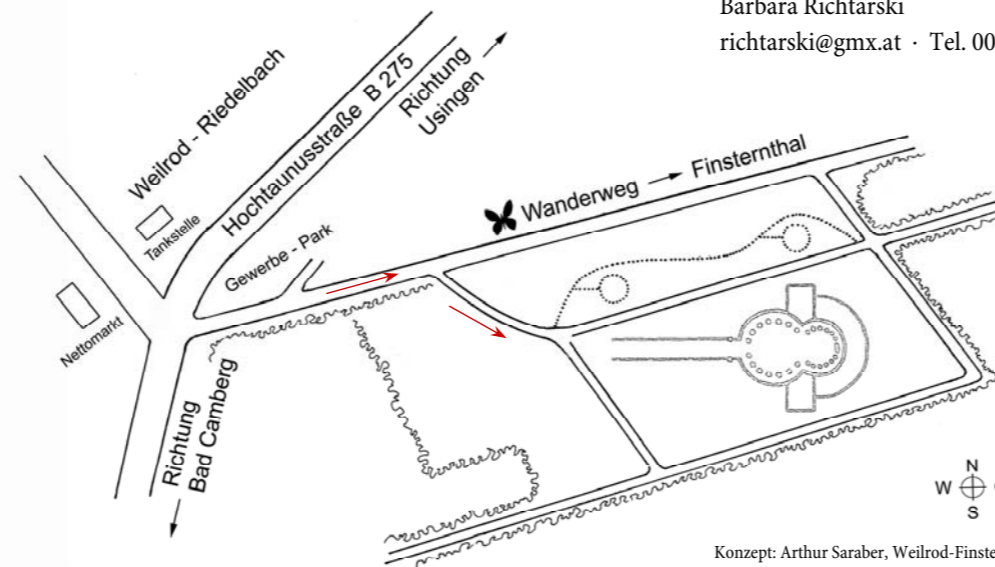 Barbara Richtarski
richtarski@gmx.at · Tel. 00
Weilrod - Riedelbach
Hochtaunusstraße B 275
Richtung
Usingen
Tankstelle
Nettomarkt
Gewerbe - Park
Wanderweg
Finsternthal
Richtung
Bad Camberg
N
W
S
Konzept: Arthur Saraber, Weilrod-Finste